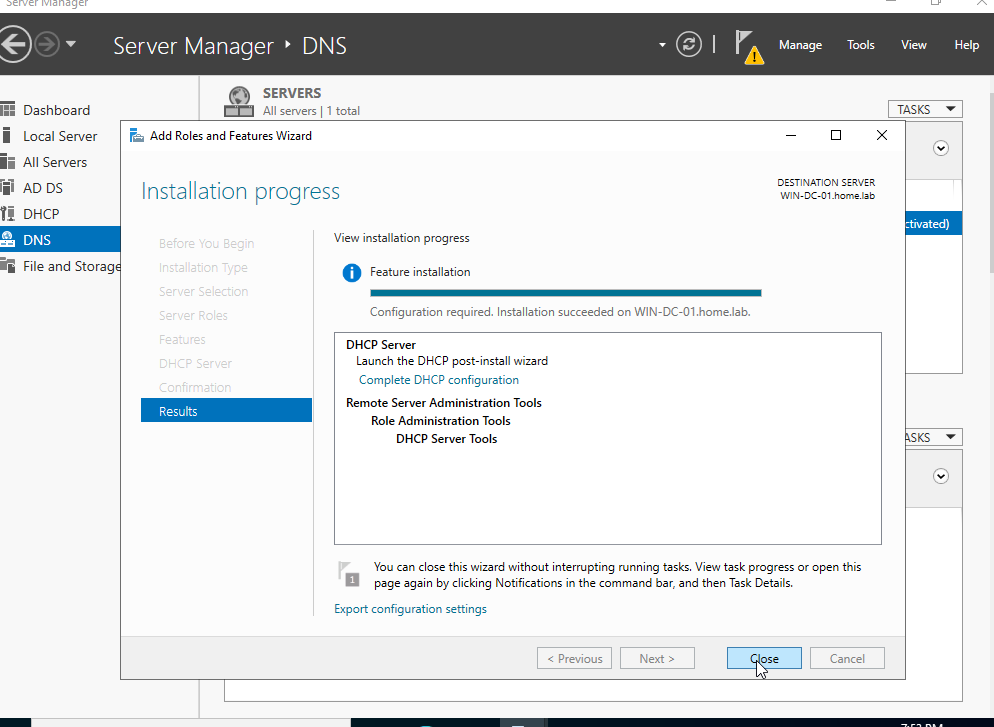 Server Manager
Server Manager ‣ DNS
Manage Tools View Help
Dashboard
Local Server
All Servers
AD DS
DHCP
DNS
File and Storage
SERVERS
All servers | 1 total
TASKS
ctivated)
ASKS
Add Roles and Features Wizard
Installation progress
DESTINATION SERVER
WIN-DC-01.home.lab
Before You Begin
Installation Type
Server Selection
Server Roles
Features
DHCP Server
Confirmation
Results
View installation progress
Feature installation
Configuration required. Installation succeeded on WIN-DC-01.home.lab.
DHCP Server
Launch the DHCP post-install wizard
Complete DHCP configuration
Remote Server Administration Tools
Role Administration Tools
DHCP Server Tools
1
You can close this wizard without interrupting running tasks. View task progress or open this
page again by clicking Notifications in the command bar, and then Task Details.
Export configuration settings
< Previous
Next >
Close
Cancel